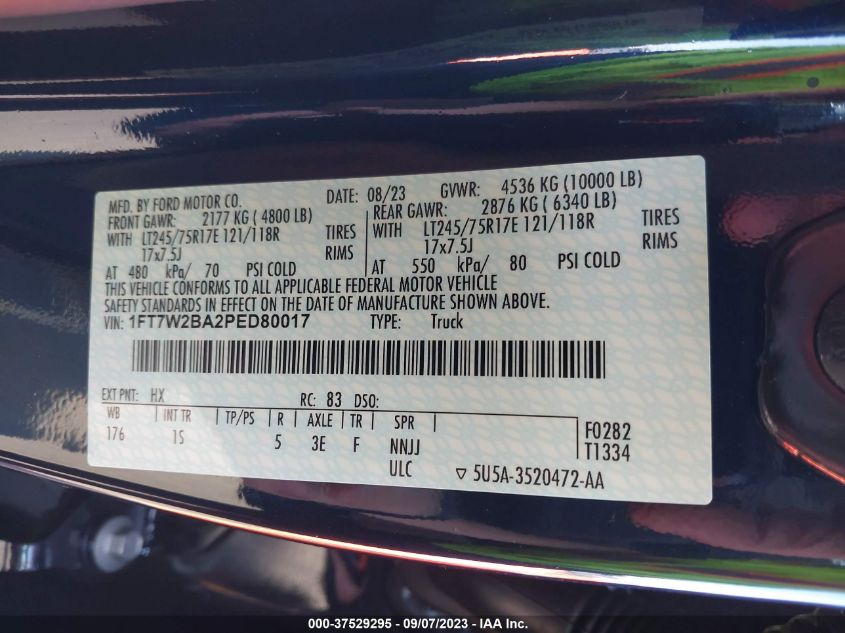 MFD. BY FORD MOTOR CO. DATE: 08/23 GVWR: 4536 KG (10000 LB)
FRONT GAWR: 2177 KG ( 4800 LB) REAR GAWR: 2876 KG ( 6340 LB)
WITH LT245/75R17E 121/118R TIRES WITH LT245/75R17E 121/118R TIRES
17x7.5J RIMS 17x7.5J RIMS
AT 480 kPa/ 70 PSI COLD AT 550 kPa/ 80 PSI COLD
THIS VEHICLE CONFORMS TO ALL APPLICABLE FEDERAL MOTOR VEHICLE
SAFETY STANDARDS IN EFFECT ON THE DATE OF MANUFACTURE SHOWN ABOVE.
VIN: 1FT7W2BA2PED80017 TYPE: Truck
EXT PNT: HX RC: 83 DSO:
WB INT TR TP/PS R AXLE TR SPR
176 1S 5 3E F NNJJ
ULC
F0282
T1334
▽ 5U5A-3520472-AA
000-37529295 - 09/07/2023 - IAA Inc.